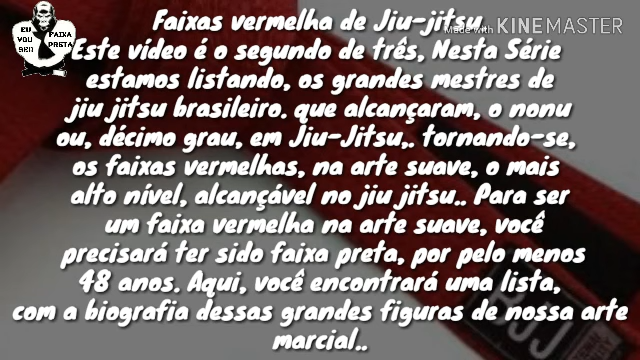 Faixas vermelha de Jiu-jitsu.
Made with KINEMASTER
EU VOU SER FAIXA PRETA
Este vídeo é o segundo de três, Nesta Série
estamos listando, os grandes mestres de
jiu jitsu brasileiro. que alcançaram, o nonu
ou, décimo grau, em Jiu-Jitsu,. tornando-se,
os faixas vermelhas, na arte suave, o mais
alto nível, alcançável no jiu jitsu.. Para ser
um faixa vermelha na arte suave, você
precisará ter sido faixa preta, por pelo menos
48 anos. Aqui, você encontrará uma lista,
com a biografia dessas grandes figuras de nossa arte
marcial..
BJJ